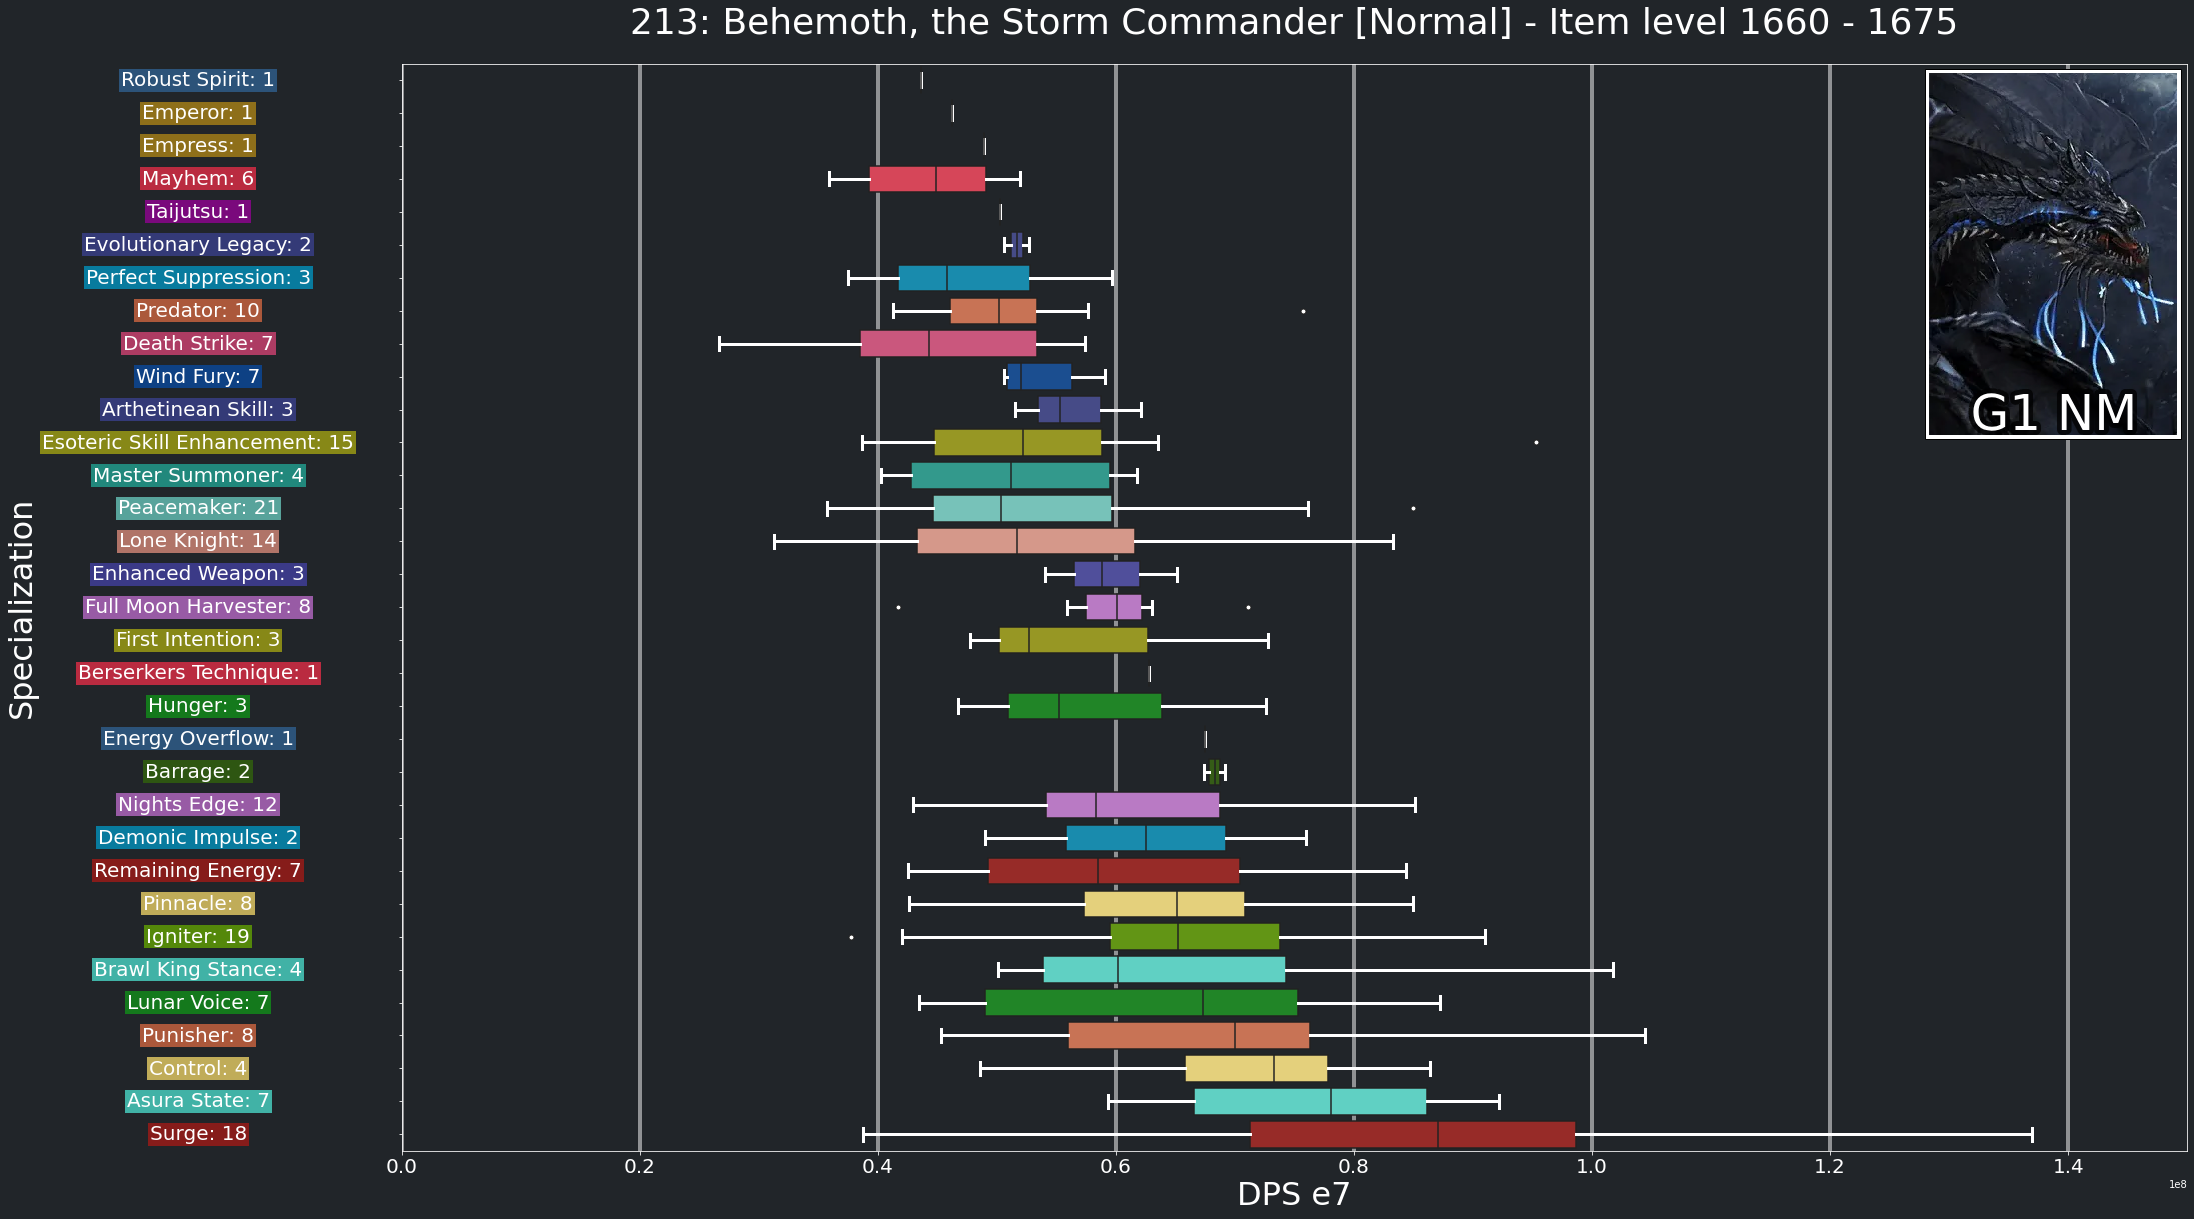 213: Behemoth, the Storm Commander [Normal] - Item level 1660 - 1675
Robust Spirit: 1
Emperor: 1
Empress: 1
Mayhem: 6
Taijutsu: 1
Evolutionary Legacy: 2
Perfect Suppression: 3
Predator: 10
Death Strike: 7
Wind Fury: 7
Arthetinean Skill: 3
Esoteric Skill Enhancement: 15
Master Summoner: 4
Peacemaker: 21
Lone Knight: 14
Enhanced Weapon: 3
Full Moon Harvester: 8
First Intention: 3
Berserkers Technique: 1
Hunger: 3
Energy Overflow: 1
Barrage: 2
Nights Edge: 12
Demonic Impulse: 2
Remaining Energy: 7
Pinnacle: 8
Igniter: 19
Brawl King Stance: 4
Lunar Voice: 7
Punisher: 8
Control: 4
Asura State: 7
Surge: 18
Specialization
G1 NM
0.0 0.2 0.4 0.6 0.8 1.0 1.2 1.4
DPS e7
1e8